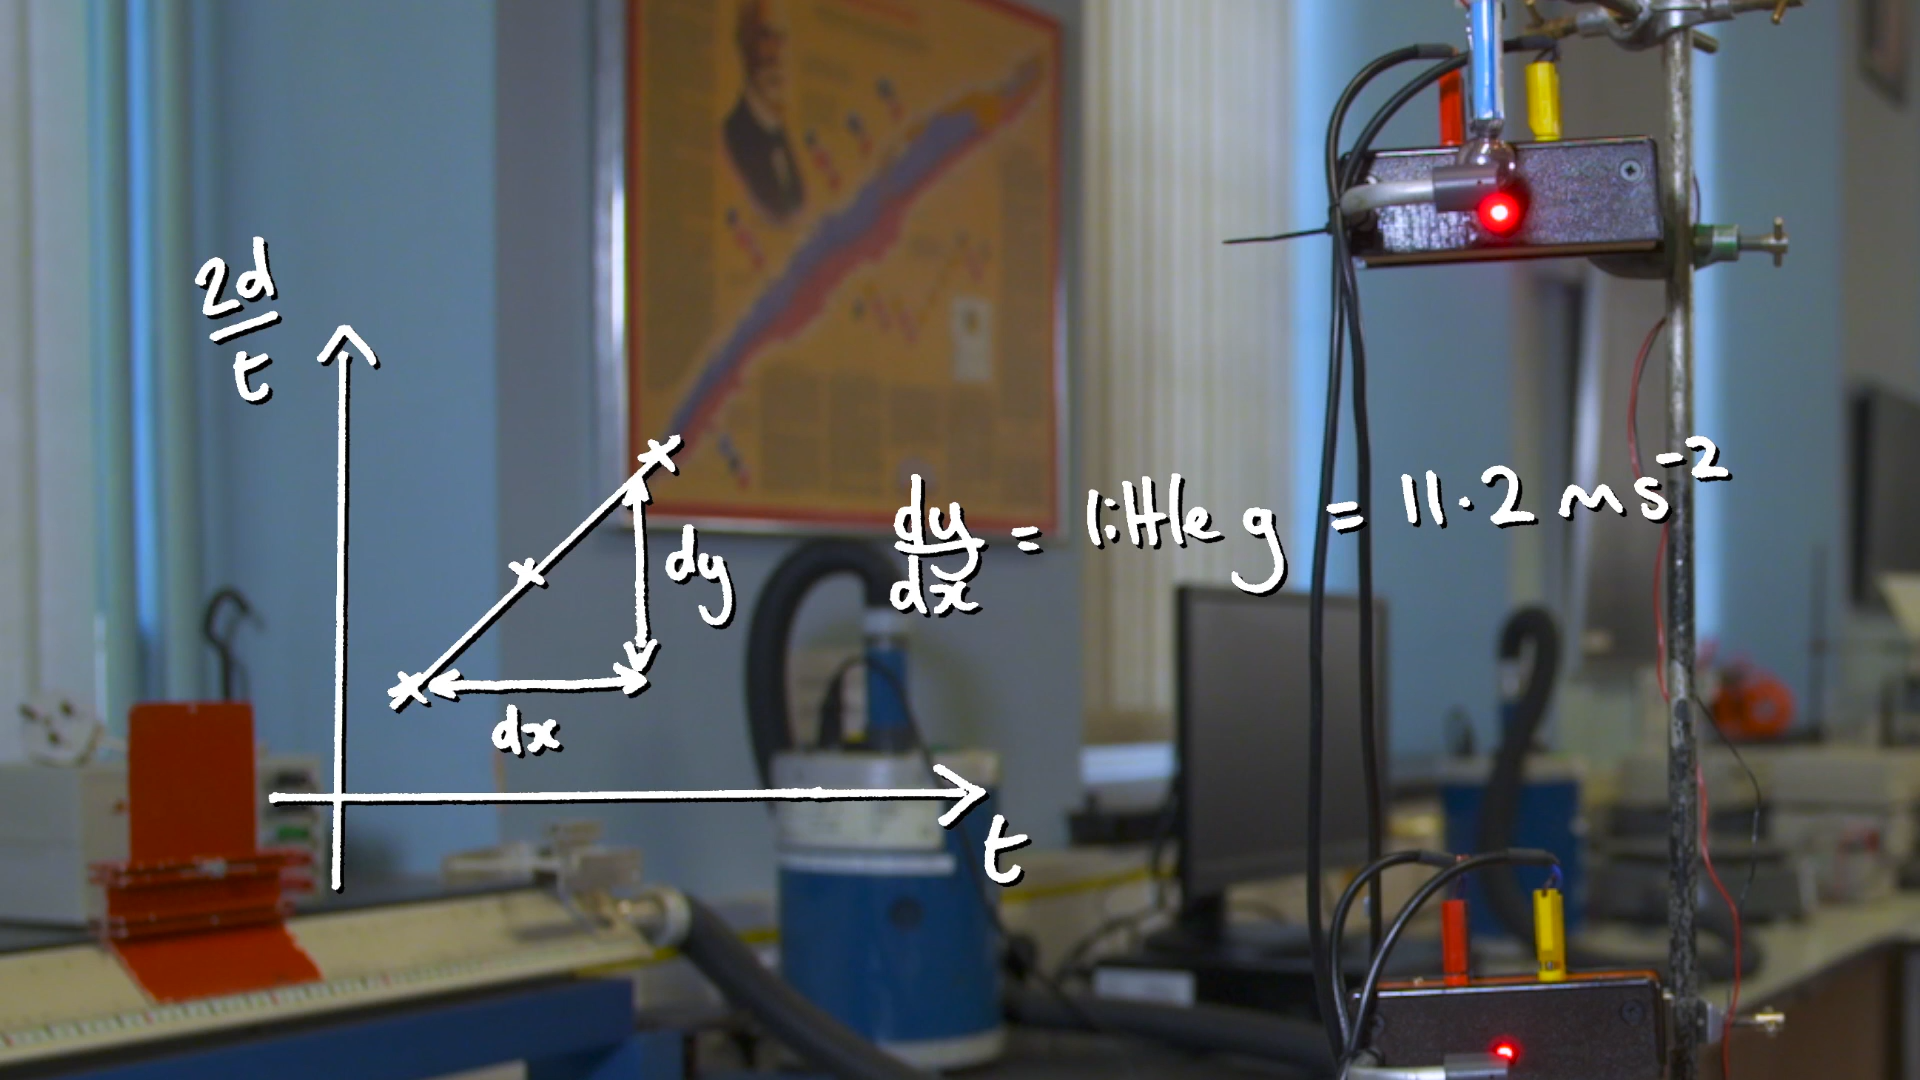 2d/t
dy
dx
t
dy/dx = little g = 11.2 ms⁻²